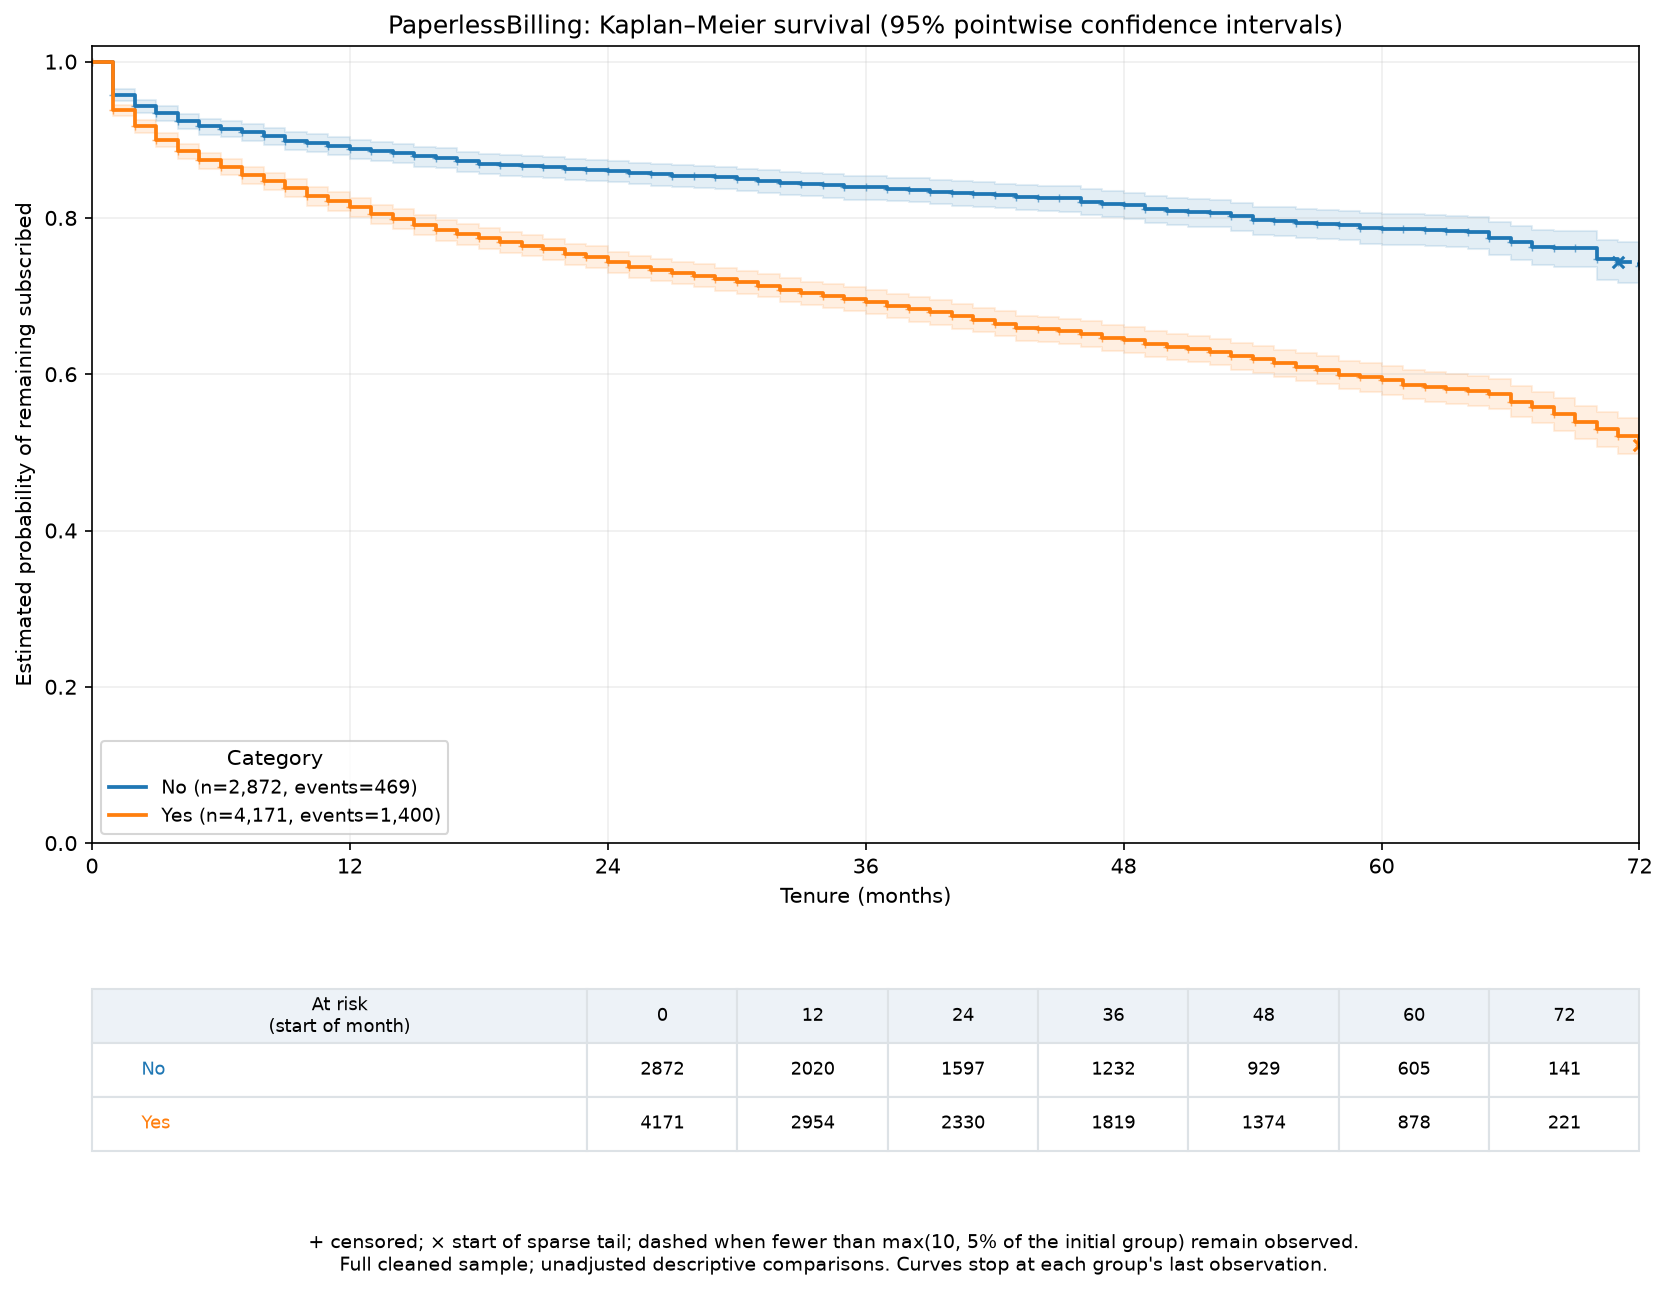 PaperlessBilling: Kaplan–Meier survival (95% pointwise confidence intervals)
Estimated probability of remaining subscribed
1.0
0.8
0.6
0.4
0.2
0.0
Category
No (n=2,872, events=469)
Yes (n=4,171, events=1,400)
0 12 24 36 48 60 72
Tenure (months)
At risk
(start of month) 0 12 24 36 48 60 72
No 2872 2020 1597 1232 929 605 141
Yes 4171 2954 2330 1819 1374 878 221
+ censored; × start of sparse tail; dashed when fewer than max(10, 5% of the initial group) remain observed.
Full cleaned sample; unadjusted descriptive comparisons. Curves stop at each group's last observation.